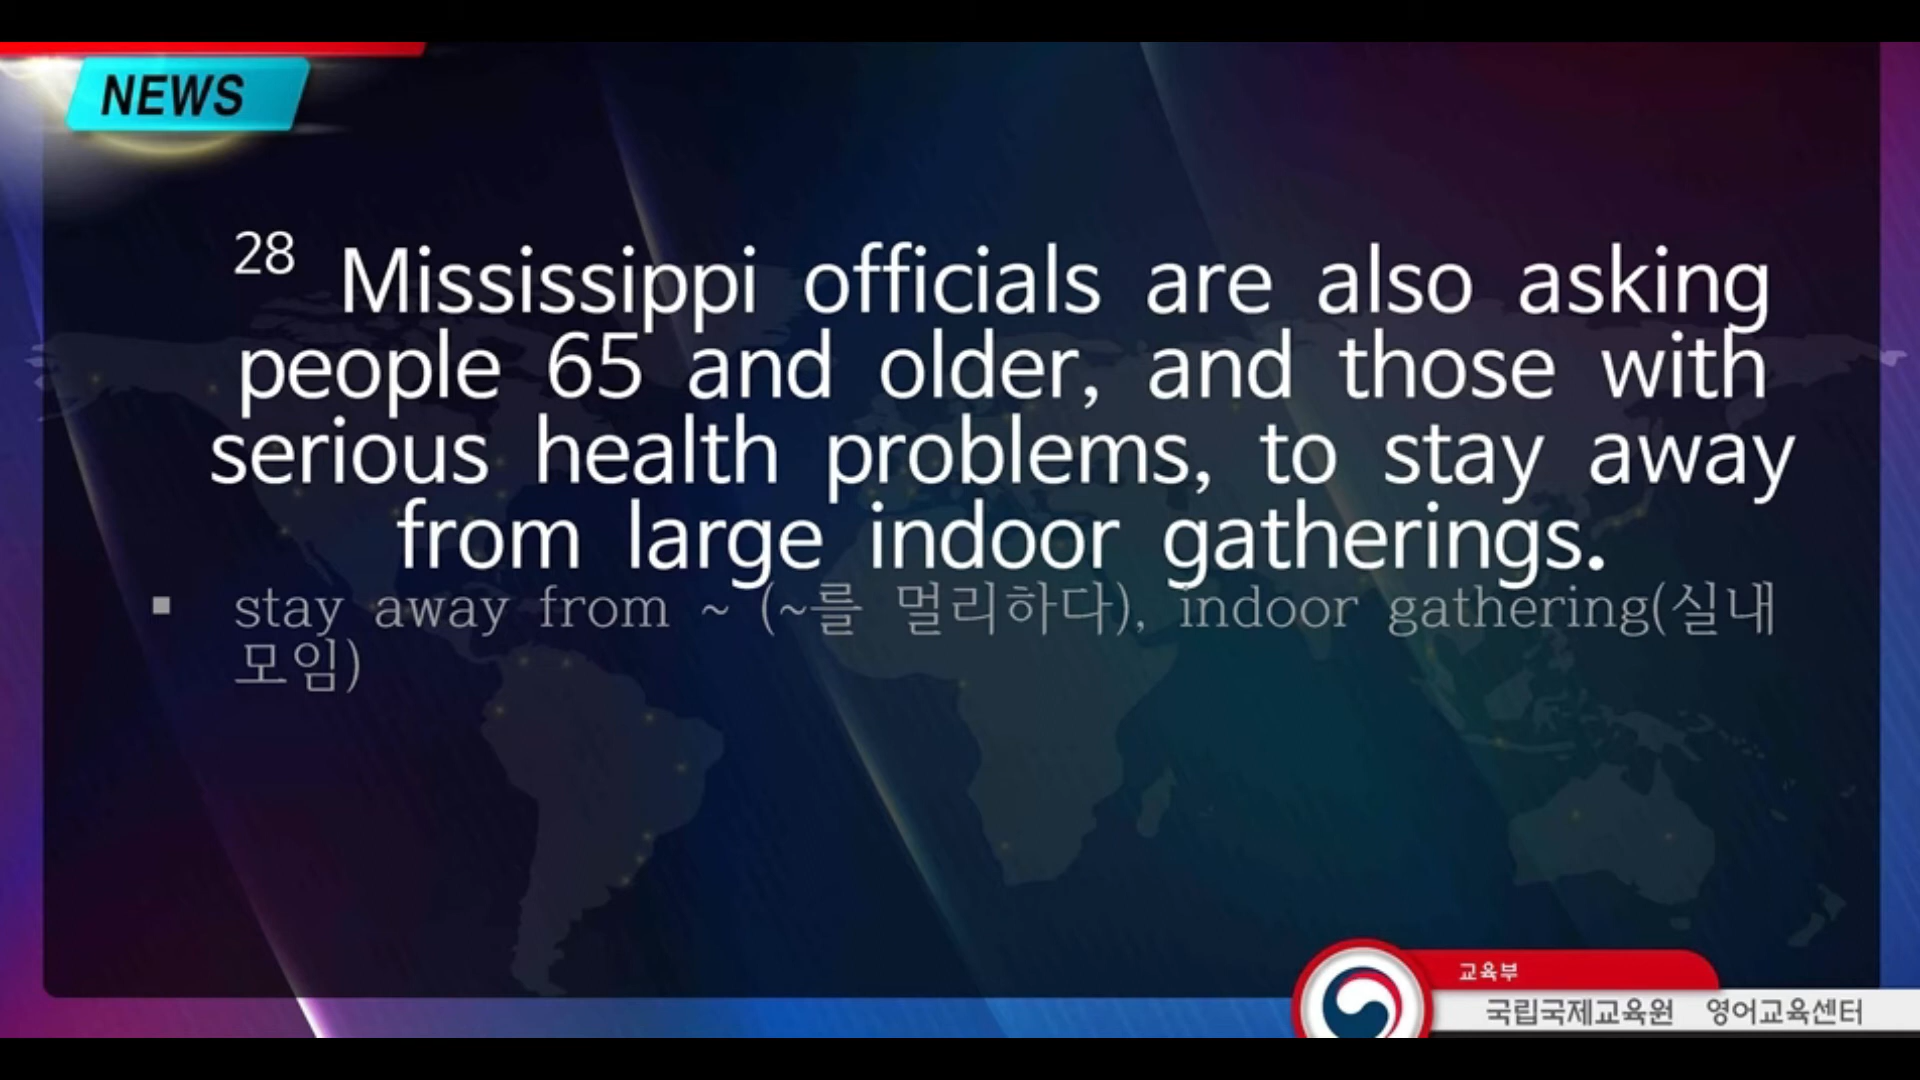 NEWS
28 Mississippi officials are also asking
people 65 and older, and those with
serious health problems, to stay away
from large indoor gatherings.
▪ stay away from ~ (~를 멀리하다), indoor gathering(실내
모임)
교육부
국립국제교육원 영어교육센터